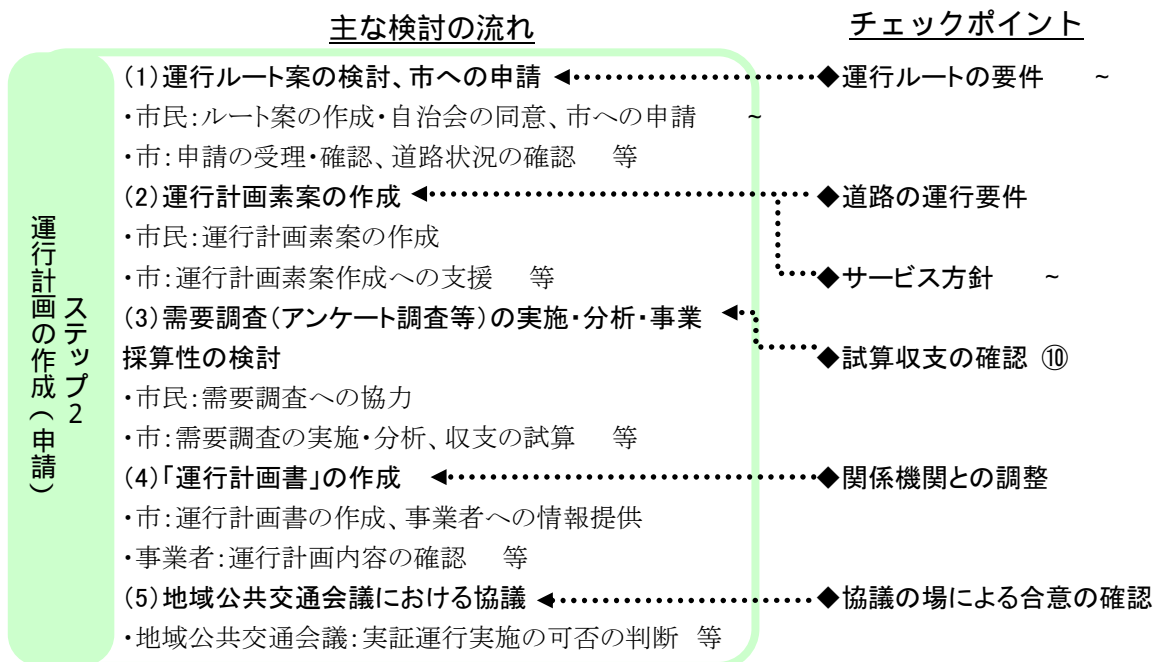 主な検討の流れ
チェックポイント
ステップ2
運行計画の作成(申請)
(1)運行ルート案の検討、市への申請
◆運行ルートの要件 ~
・市民:ルート案の作成・自治会の同意、市への申請 ~
・市:申請の受理・確認、道路状況の確認 等
(2)運行計画素案の作成
◆道路の運行要件
・市民:運行計画素案の作成
・市:運行計画素案作成への支援 等
◆サービス方針 ~
(3)需要調査(アンケート調査等)の実施・分析・事業
採算性の検討
◆試算収支の確認 ⑩
・市民:需要調査への協力
・市:需要調査の実施・分析、収支の試算 等
(4)「運行計画書」の作成
◆関係機関との調整
・市:運行計画書の作成、事業者への情報提供
・事業者:運行計画内容の確認 等
(5)地域公共交通会議における協議
◆協議の場による合意の確認
・地域公共交通会議:実証運行実施の可否の判断 等